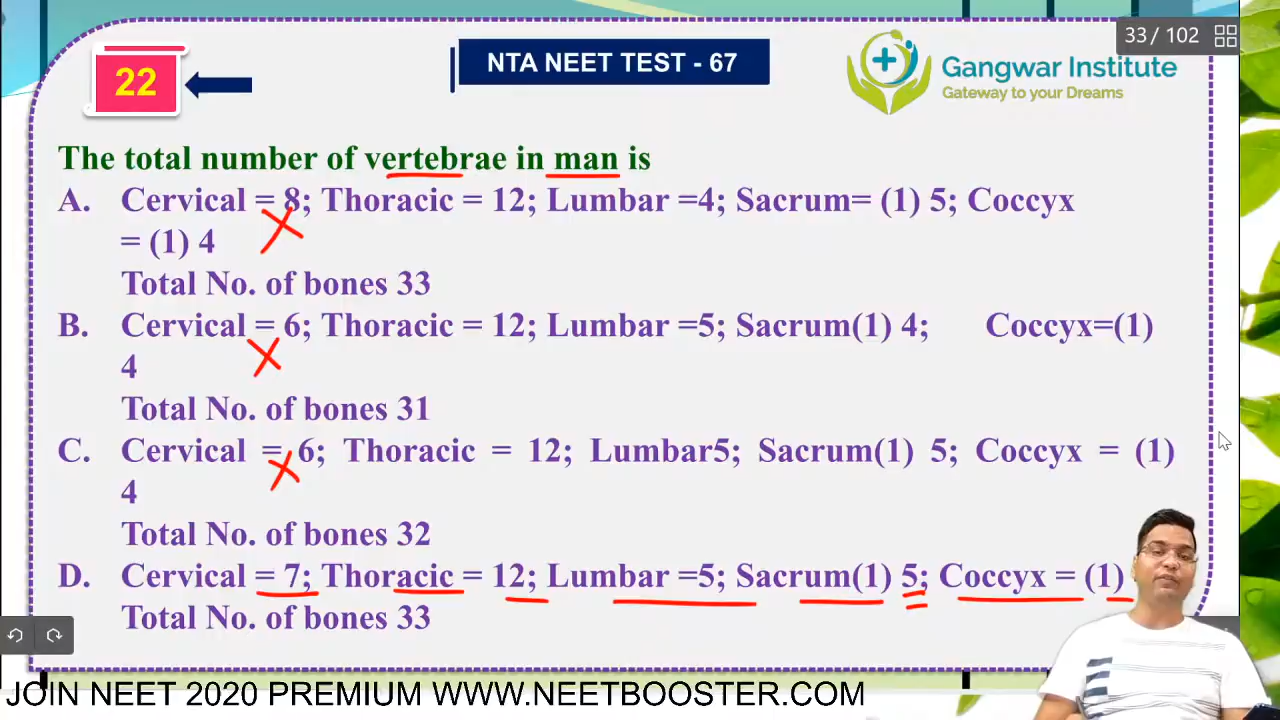 33 / 102
22
NTA NEET TEST - 67
Gangwar Institute
Gateway to your Dreams
The total number of vertebrae in man is
A. Cervical = 8; Thoracic = 12; Lumbar =4; Sacrum= (1) 5; Coccyx
= (1) 4
Total No. of bones 33
B. Cervical = 6; Thoracic = 12; Lumbar =5; Sacrum(1) 4; Coccyx=(1)
4
Total No. of bones 31
C. Cervical = 6; Thoracic = 12; Lumbar5; Sacrum(1) 5; Coccyx = (1)
4
Total No. of bones 32
D. Cervical = 7; Thoracic = 12; Lumbar =5; Sacrum(1) 5; Coccyx = (1)
Total No. of bones 33
JOIN NEET 2020 PREMIUM WWW.NEETBOOSTER.COM